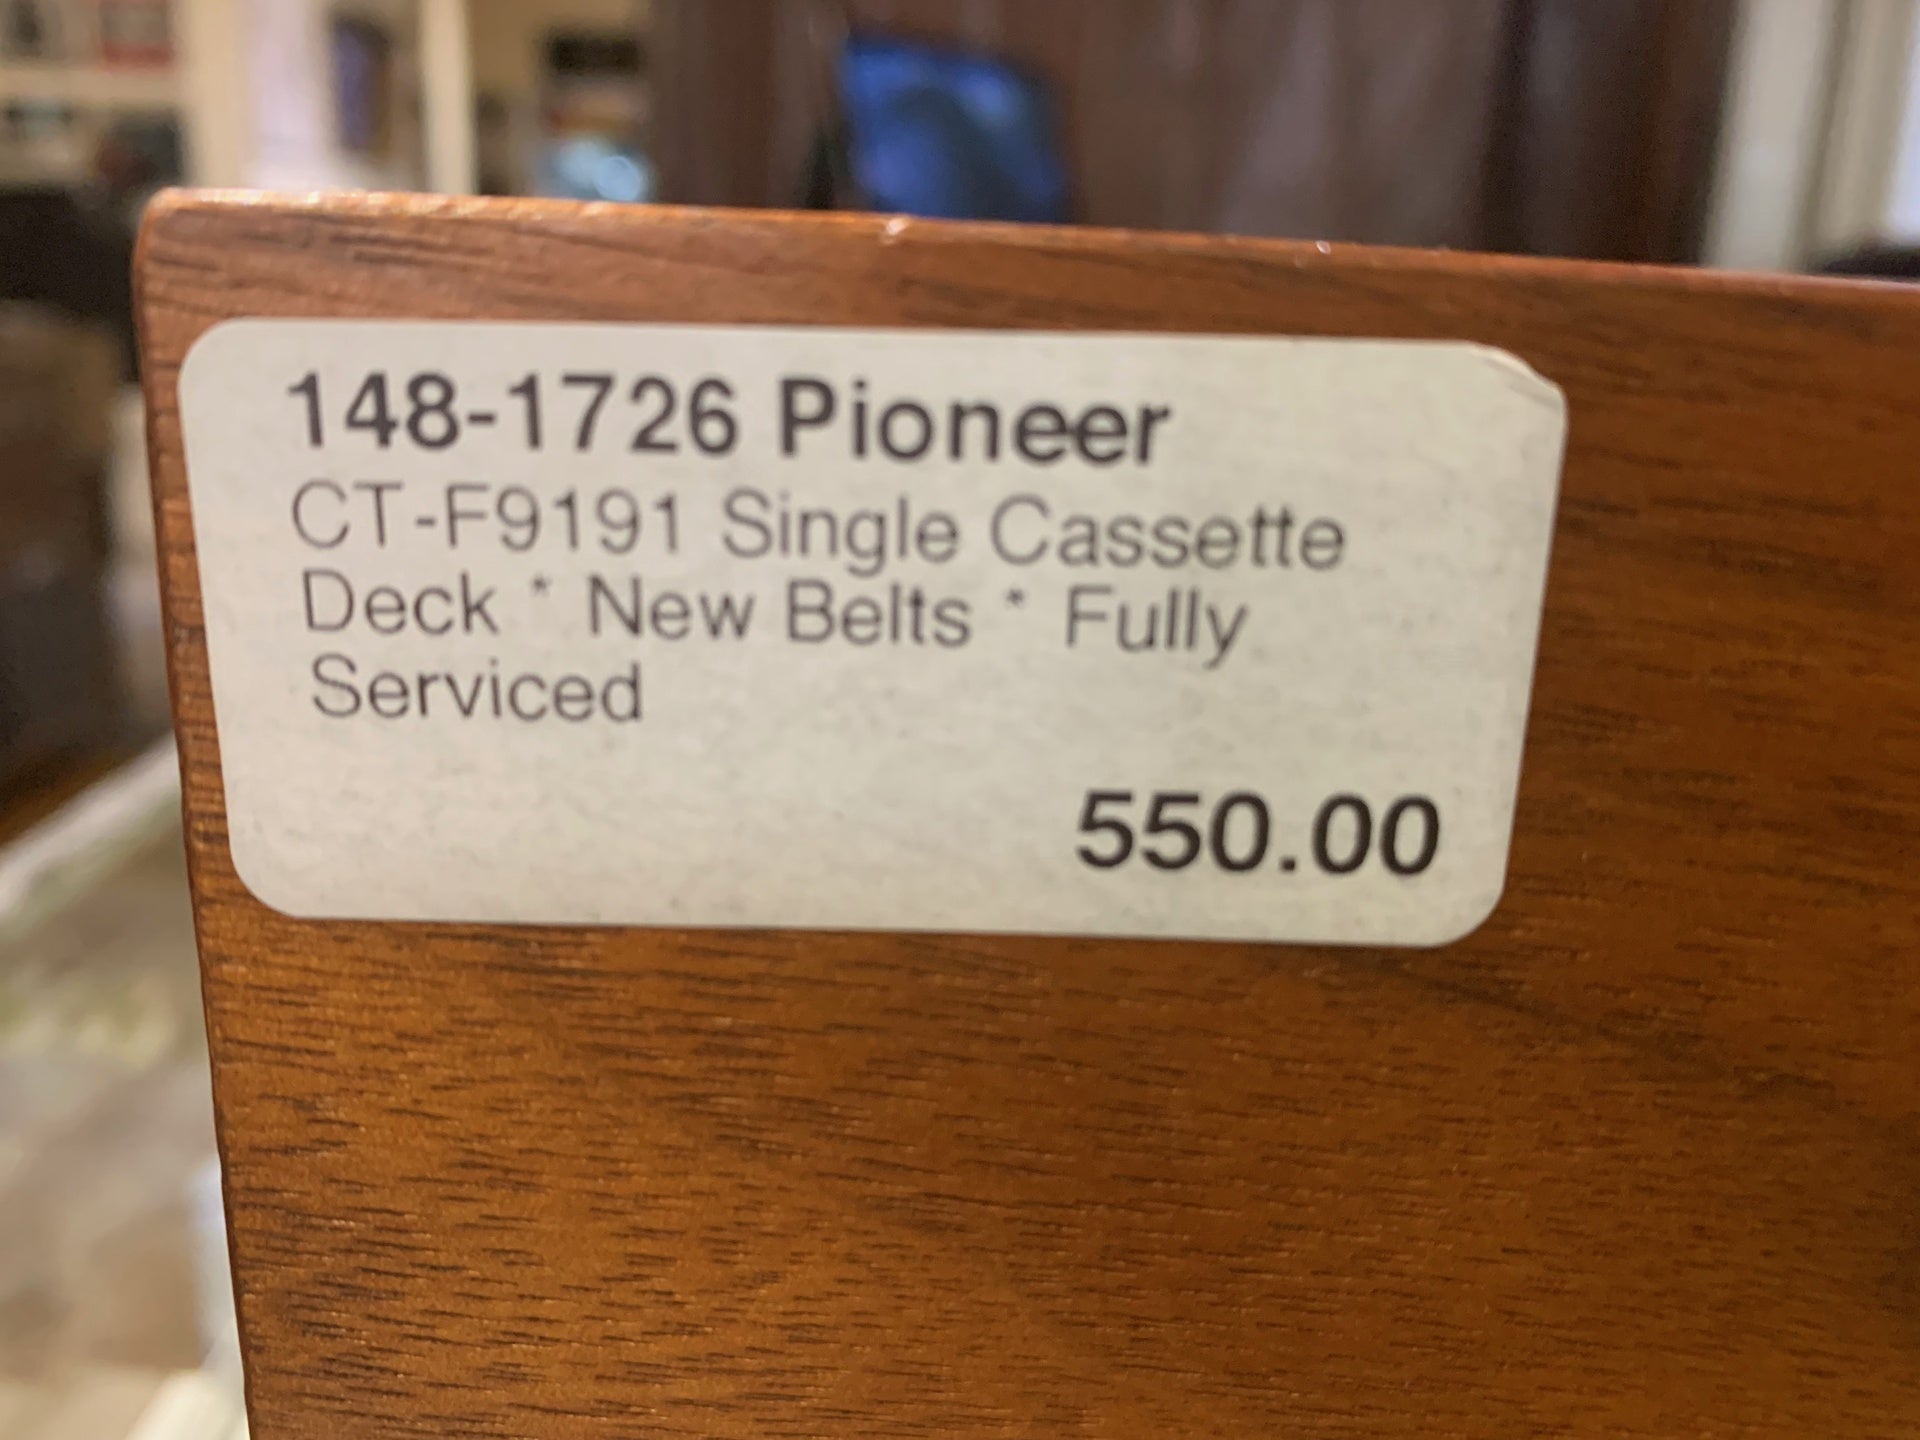 148-1726 Pioneer
CT-F9191 Single Cassette
Deck * New Belts * Fully
Serviced
550.00